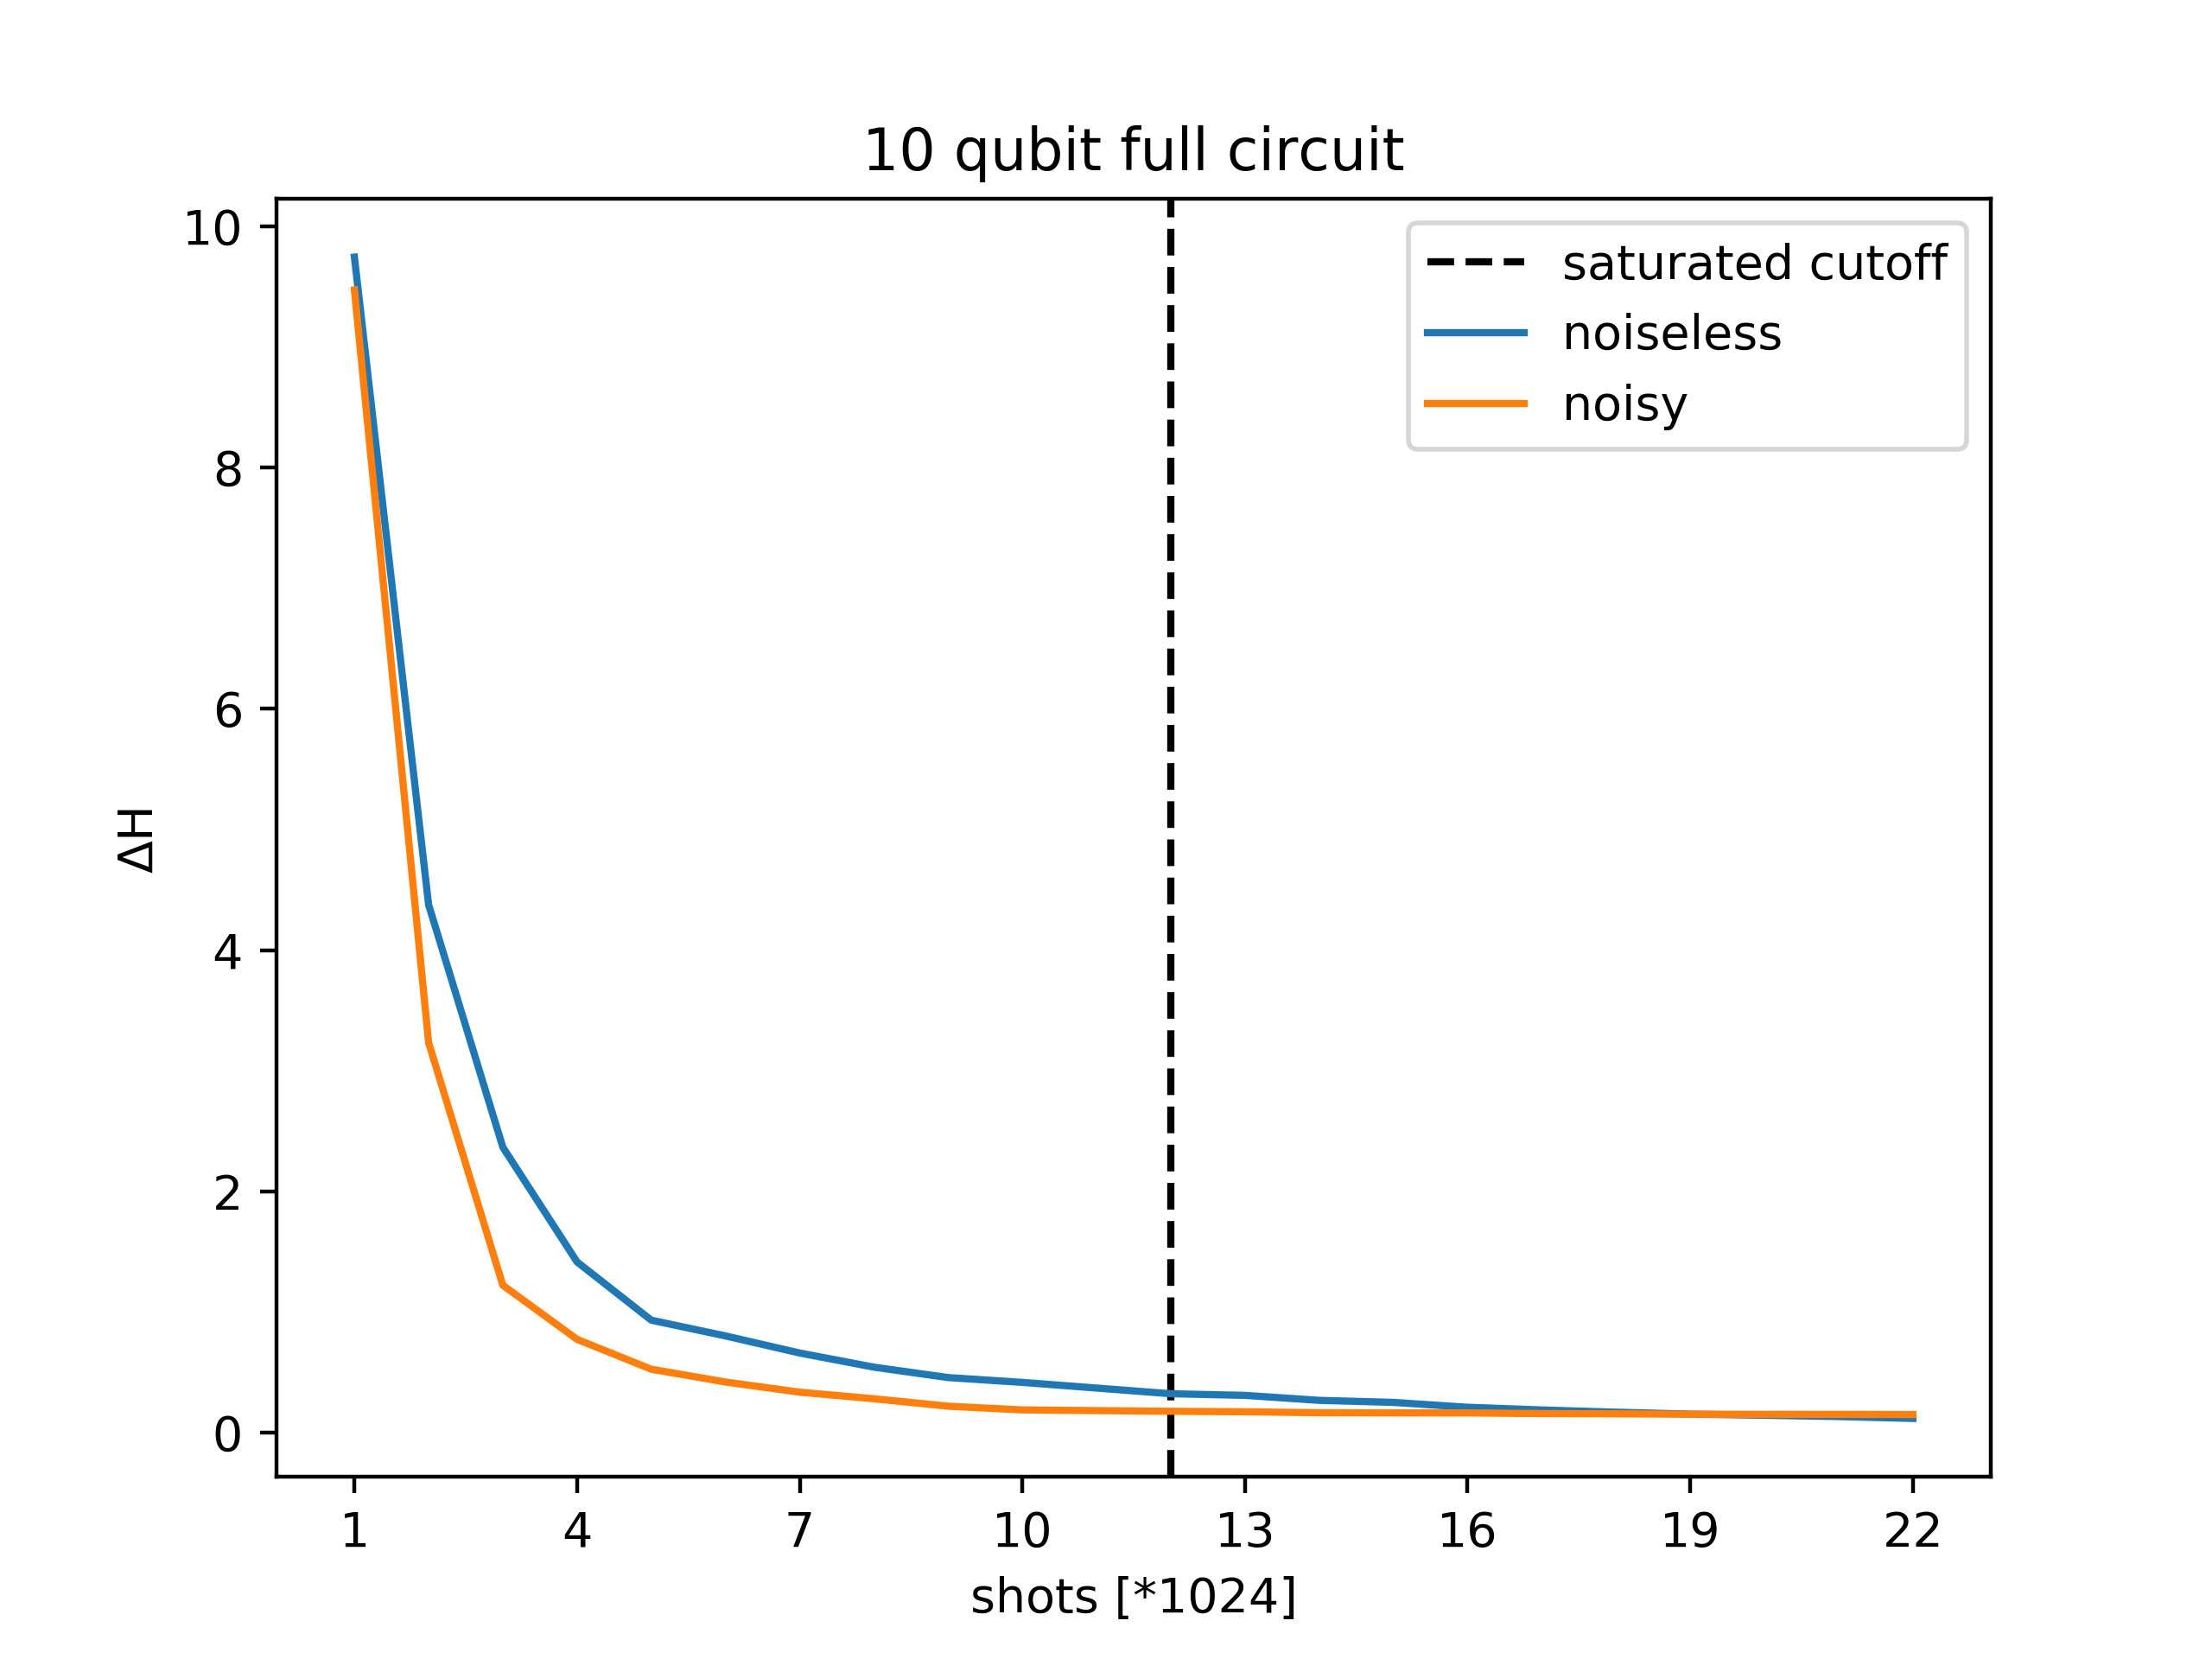 10 qubit full circuit
10
8
6
4
2
0
ΔH
saturated cutoff
noiseless
noisy
1 4 7 10 13 16 19 22
shots [*1024]